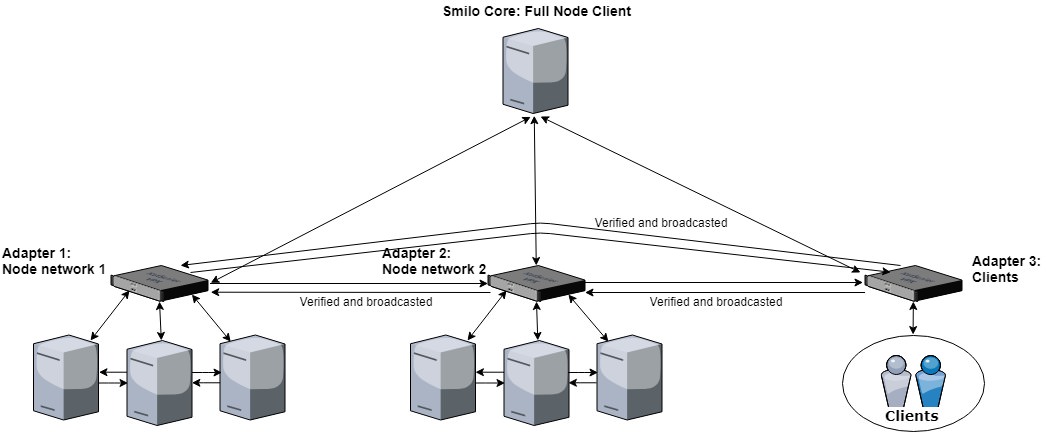 Smilo Core: Full Node Client
Verified and broadcasted
Adapter 1:
Node network 1
Adapter 2:
Node network 2
Adapter 3:
Clients
Verified and broadcasted
Verified and broadcasted
Clients